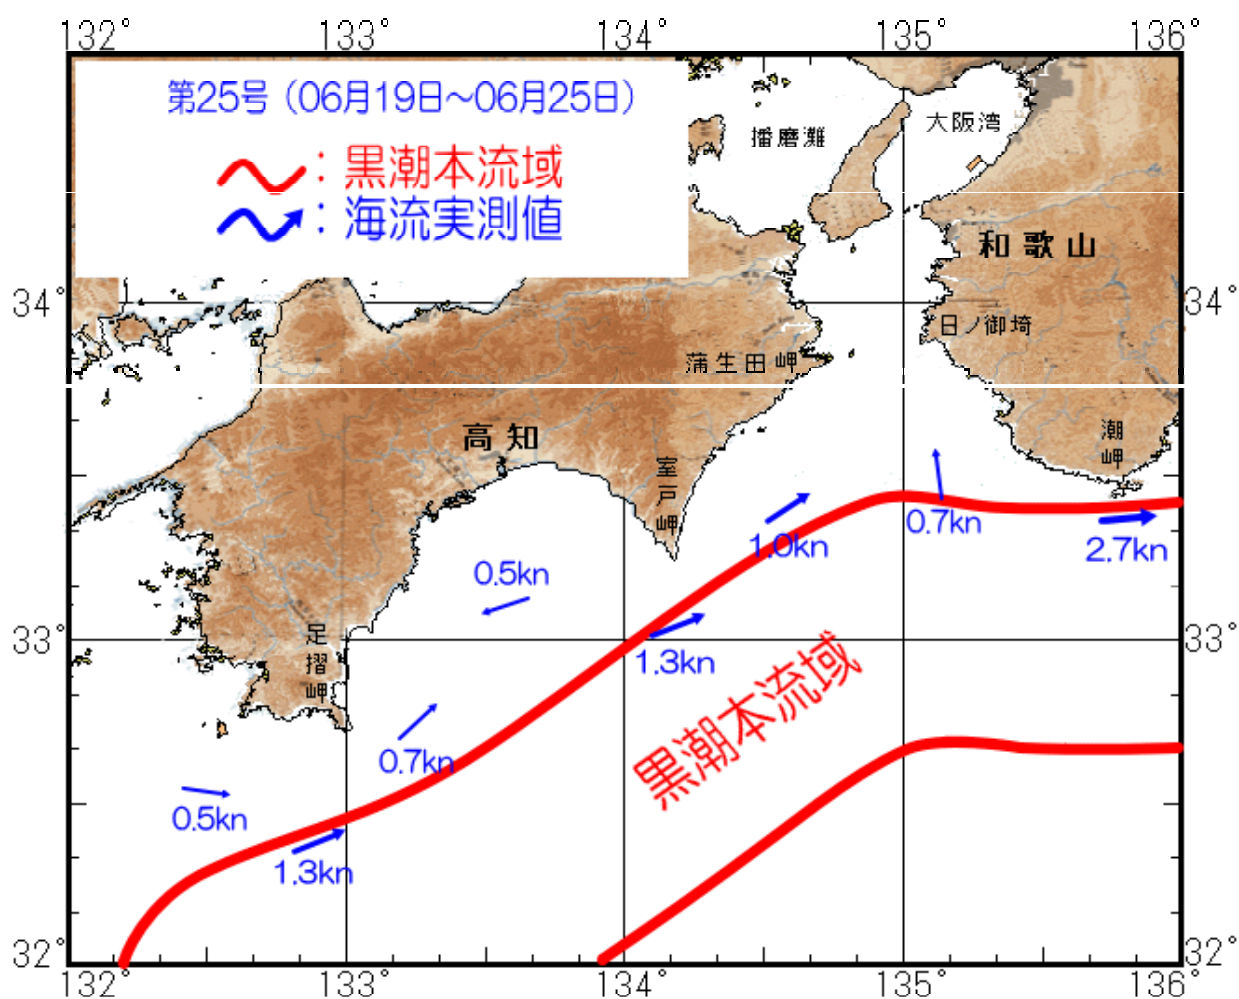 132° 133° 134° 135° 136°
第25号（06月19日～06月25日）
：黒潮本流域
：海流実測値
播磨灘
大阪湾
和歌山
34° 34°
日ノ御埼
蒲生田岬
高知
潮岬
室戸岬
0.7kn
1.0kn
2.7kn
0.5kn
33° 33°
足摺岬
1.3kn
黒潮本流域
0.7kn
0.5kn
1.3kn
32° 32°
132° 133° 134° 135° 136°